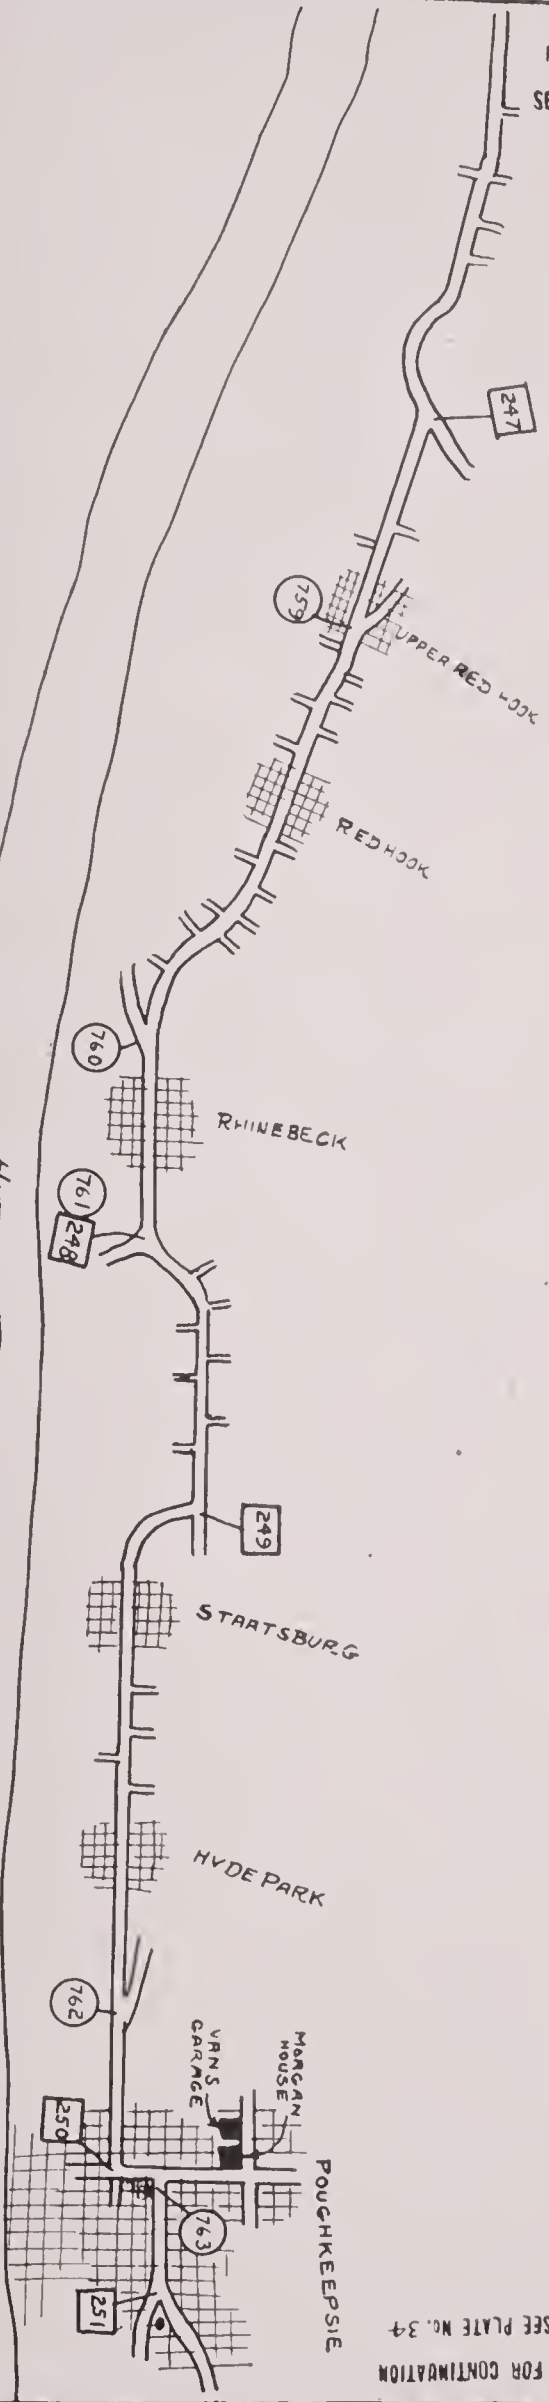 247
759
UPPER RED HOOK
RED HOOK
760
RHINEBECK
761
248
249
STAATSBURG
HYDE PARK
762
VANS
GARAGE
MORGAN
HOUSE
250
POUGHKEEPSIE
763
251
SEE PLATE No. 34
FOR CONTINUATION